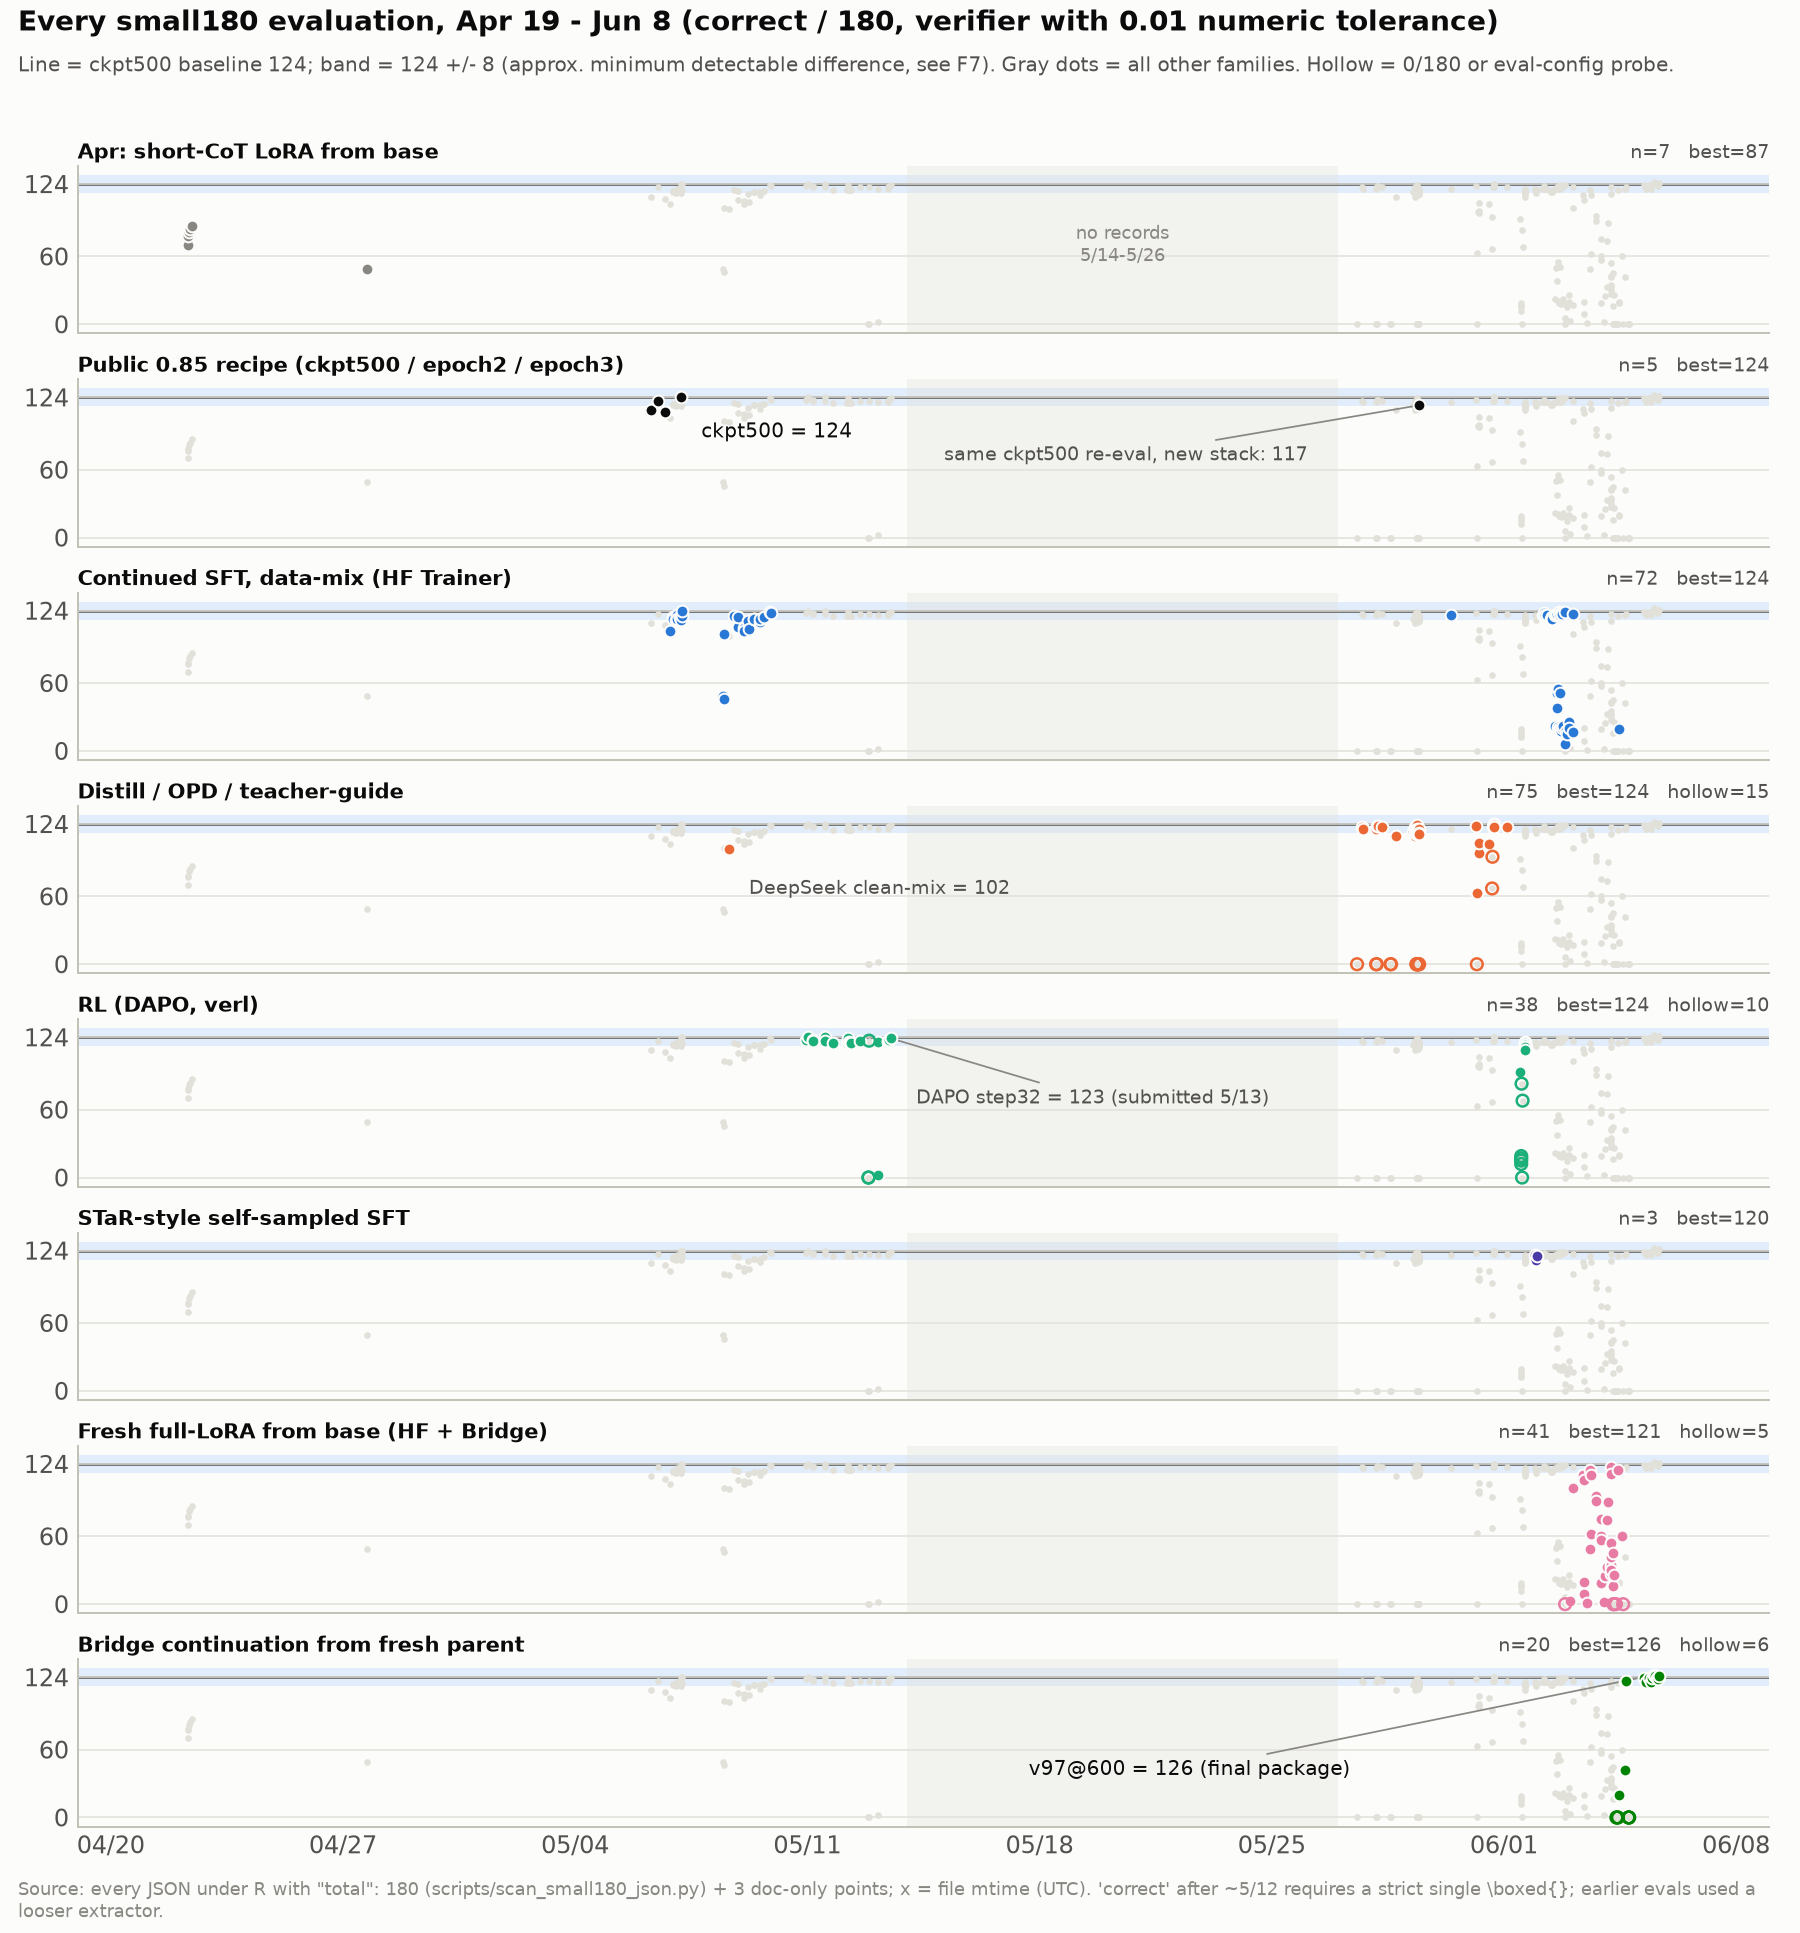 Every small180 evaluation, Apr 19 - Jun 8 (correct / 180, verifier with 0.01 numeric tolerance)
Line = ckpt500 baseline 124; band = 124 +/- 8 (approx. minimum detectable difference, see F7). Gray dots = all other families. Hollow = 0/180 or eval-config probe.
Apr: short-CoT LoRA from base
n=7 best=87
124
60
0
no records
5/14-5/26
Public 0.85 recipe (ckpt500 / epoch2 / epoch3)
n=5 best=124
124
60
0
ckpt500 = 124
same ckpt500 re-eval, new stack: 117
Continued SFT, data-mix (HF Trainer)
n=72 best=124
124
60
0
Distill / OPD / teacher-guide
n=75 best=124 hollow=15
124
60
0
DeepSeek clean-mix = 102
RL (DAPO, verl)
n=38 best=124 hollow=10
124
60
0
DAPO step32 = 123 (submitted 5/13)
STaR-style self-sampled SFT
n=3 best=120
124
60
0
Fresh full-LoRA from base (HF + Bridge)
n=41 best=121 hollow=5
124
60
0
Bridge continuation from fresh parent
n=20 best=126 hollow=6
124
60
0
v97@600 = 126 (final package)
04/20 04/27 05/04 05/11 05/18 05/25 06/01 06/08
Source: every JSON under R with "total": 180 (scripts/scan_small180_json.py) + 3 doc-only points; x = file mtime (UTC). 'correct' after ~5/12 requires a strict single \boxed{}; earlier evals used a
looser extractor.